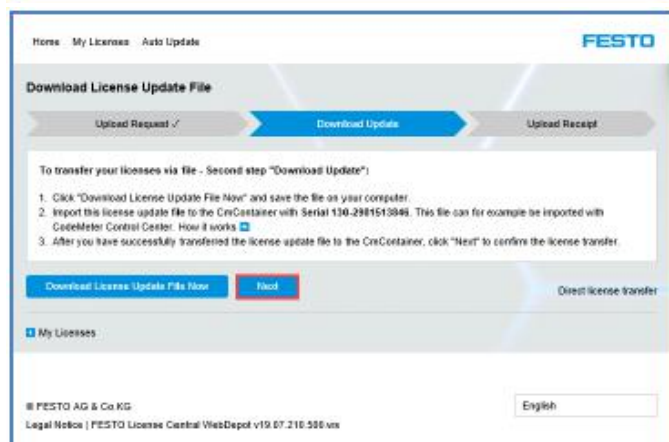 Home My Licenses Auto Update
FESTO
Download License Update File
Upload Request ✓
Download Update
Upload Receipt
To transfer your licenses via file - Second step "Download Update":
1. Click "Download License Update File Now" and save the file on your computer.
2. Import this license update file to the CmContainer with Serial 130-2981513846. This file can for example be imported with
CodeMeter Control Center. How it works
3. After you have successfully transferred the license update file to the CmContainer, click "Next" to confirm the license transfer.
Download License Update File Now
Next
Direct license transfer
My Licenses
FESTO AG & Co KG
English
Legal Notice | FESTO License Central WebDepot v19.07.210.500.vis